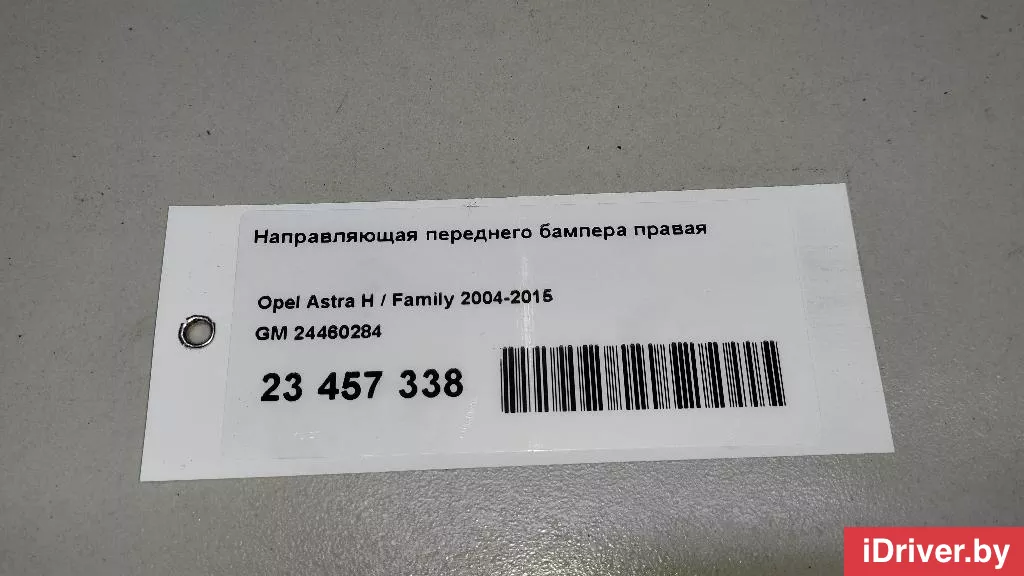 Направляющая переднего бампера правая
Opel Astra H / Family 2004-2015
GM 24460284
23 457 338
iDriver.by